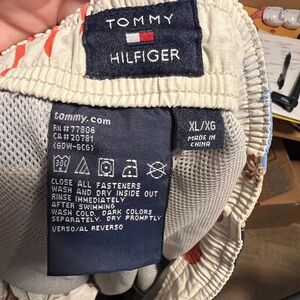 TOMMY
HILFIGER
XL/XG
MADE IN
CHINA
tommy.com
RN#77806
CA#20781
(GDW-GCG)
30C
CLOSE ALL FASTENERS
WASH AND DRY INSIDE OUT
RINSE IMMEDIATELY
AFTER SWIMMING
WASH COLD. DARK COLORS
SEPARATELY. DRY PROMPTLY
VERSO/AL REVERSO